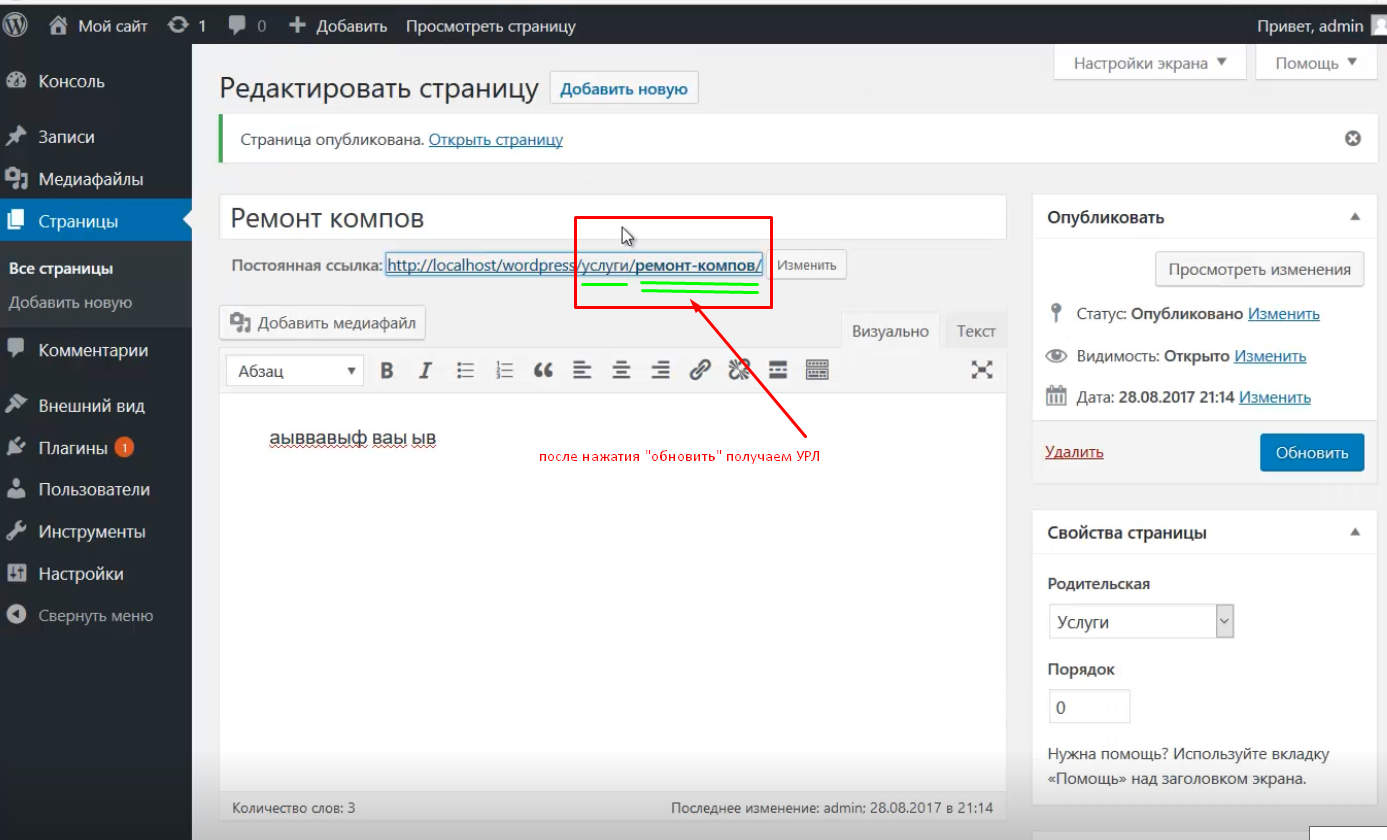 Мой сайт 1 0 Добавить Просмотреть страницу Привет, admin
Настройки экрана Помощь
Консоль
Записи
Медиафайлы
Страницы
Все страницы
Добавить новую
Комментарии
Внешний вид
Плагины 1
Пользователи
Инструменты
Настройки
Свернуть меню
Редактировать страницу Добавить новую
Страница опубликована. Открыть страницу
Ремонт компов
Постоянная ссылка: http://localhost/wordpress/услуги/ремонт-компов/ Изменить
Добавить медиафайл
Визуально Текст
Абзац B I
аыввавыф ваы ыв
после нажатия "обновить" получаем УРЛ
Количество слов: 3 Последнее изменение: admin; 28.08.2017 в 21:14
Опубликовать
Просмотреть изменения
Статус: Опубликовано Изменить
Видимость: Открыто Изменить
Дата: 28.08.2017 21:14 Изменить
Удалить Обновить
Свойства страницы
Родительская
Услуги
Порядок
0
Нужна помощь? Используйте вкладку
«Помощь» над заголовком экрана.